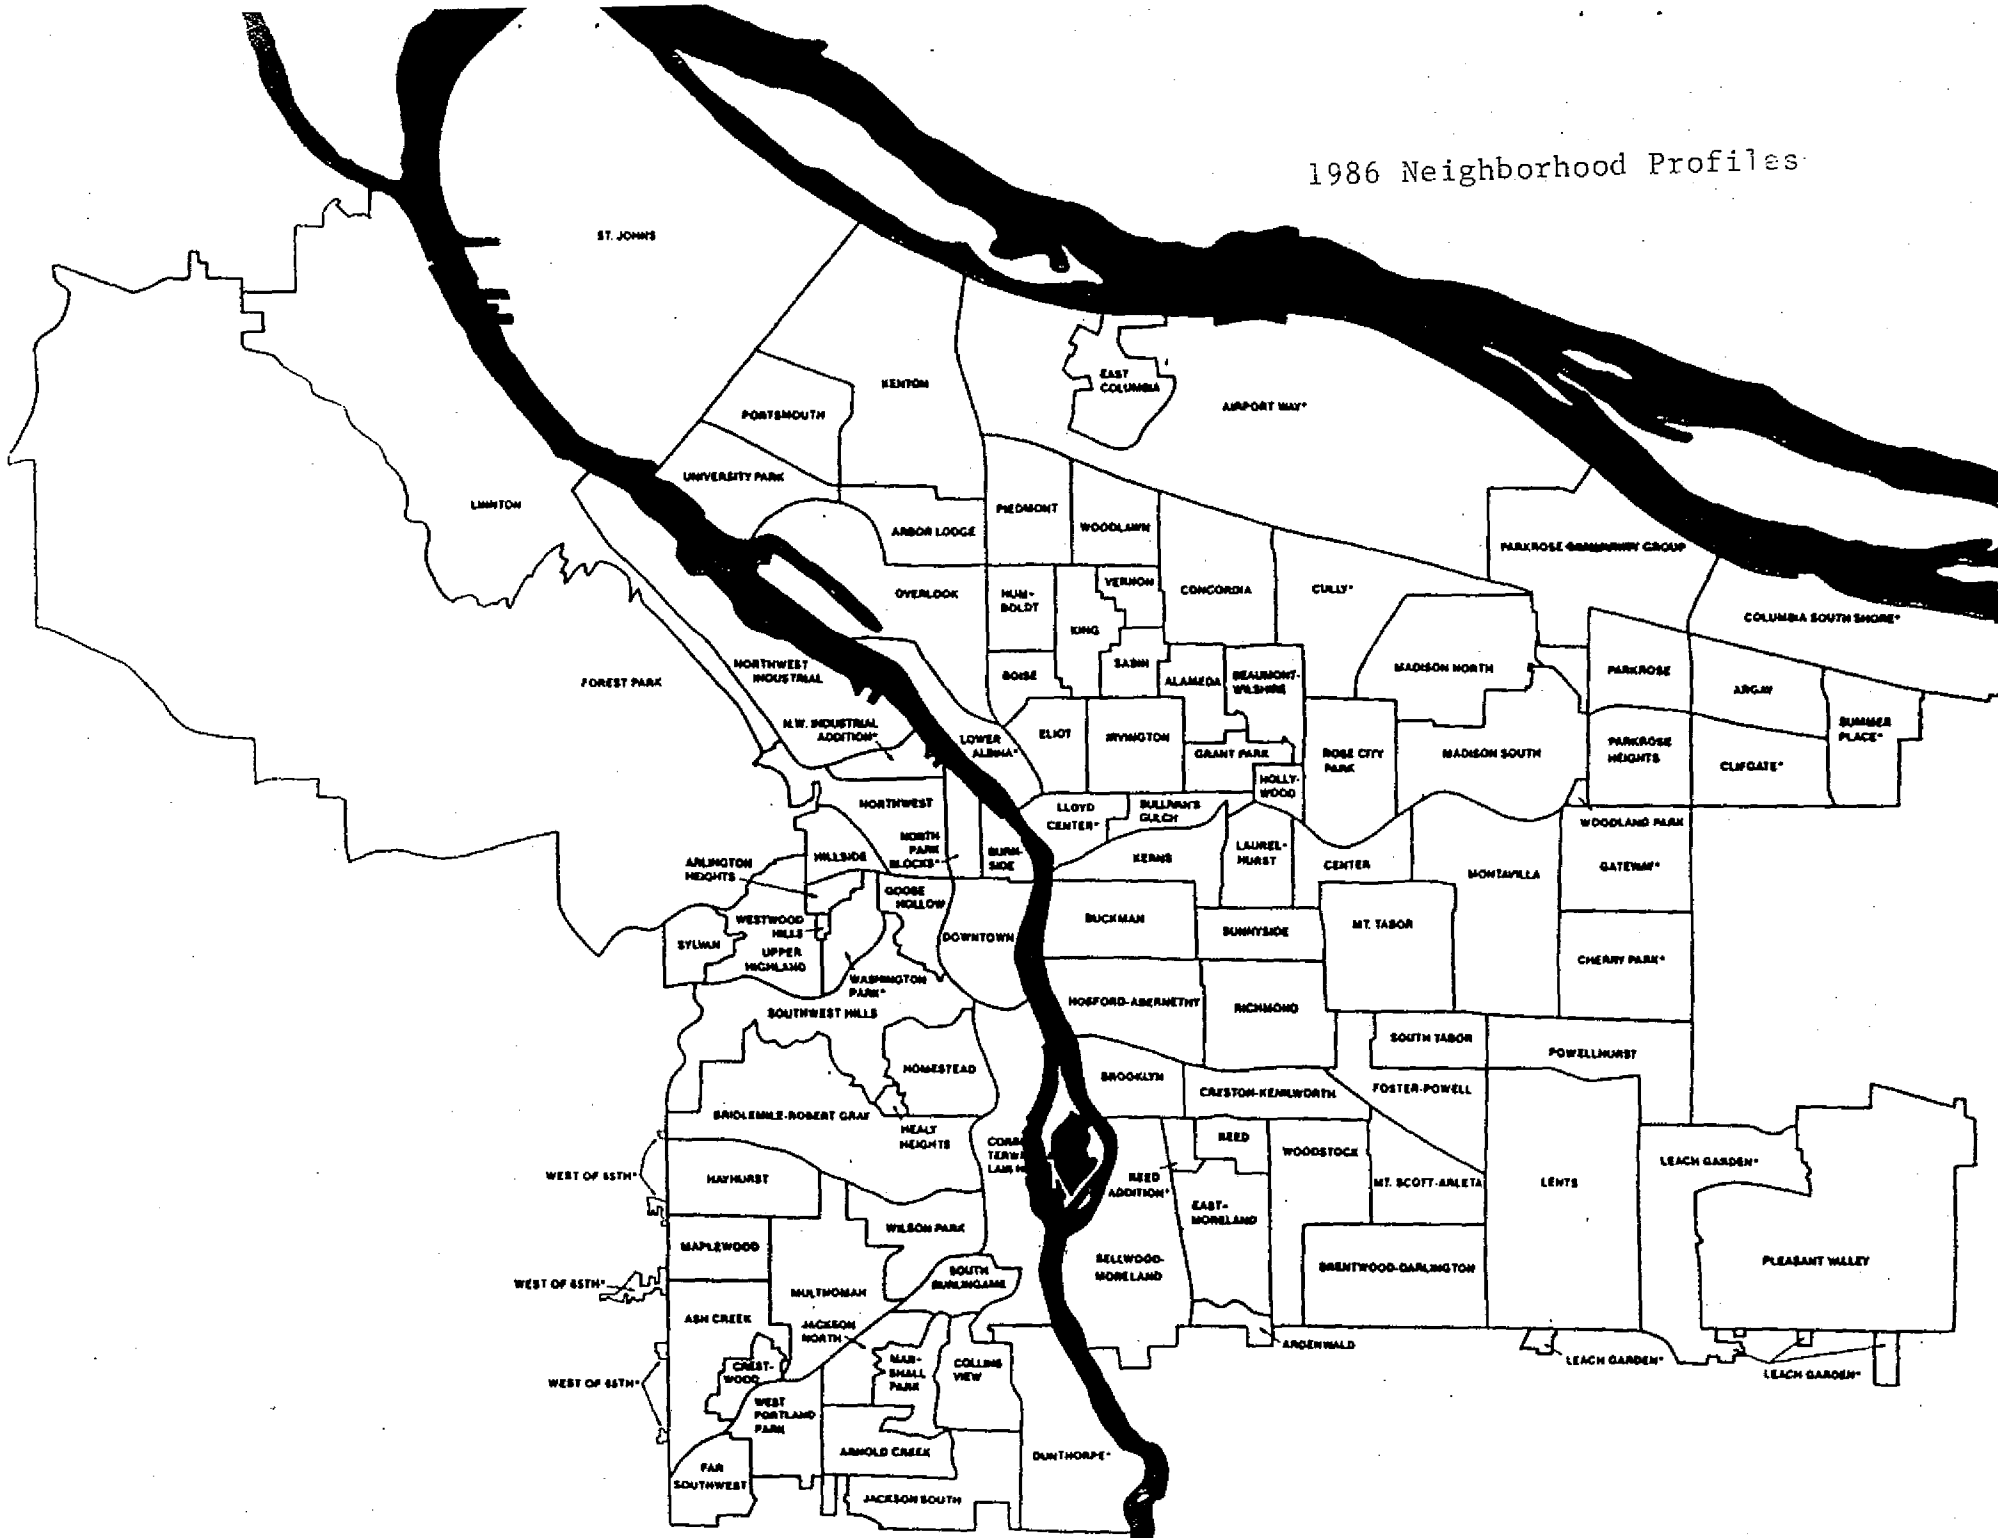 1986 Neighborhood Profiles
ST. JOHNS
KENTON
EAST
COLUMBIA
AIRPORT WAY*
PORTSMOUTH
UNIVERSITY PARK
LINNTON
ARBOR LODGE
PIEDMONT
WOODLAWN
PARKROSE COMMUNITY GROUP
OVERLOOK
HUM-
BOLDT
VERNON
CONCORDIA
CULLY*
COLUMBIA SOUTH SHORE*
KING
FOREST PARK
NORTHWEST
INDUSTRIAL
BOISE
SABIN
ALAMEDA
BEAUMONT-
WILSHIRE
MADISON NORTH
PARKROSE
ARGAY
N.W. INDUSTRIAL
ADDITION*
LOWER
ALBINA*
ELIOT
IRVINGTON
GRANT PARK
ROSE CITY
PARK
MADISON SOUTH
PARKROSE
HEIGHTS
CLIFGATE*
SUMMER
PLACE*
HOLLY-
WOOD
NORTHWEST
LLOYD
CENTER*
SULLIVAN'S
GULCH
WOODLAND PARK
NORTH
PARK
BLOCKS*
BURN-
SIDE
ARLINGTON
HEIGHTS
HILLSIDE
KERNS
LAUREL-
HURST
CENTER
MONTAVILLA
GATEWAY*
GOOSE
HOLLOW
WESTWOOD
HILLS
SYLVAN
UPPER
HIGHLAND
DOWNTOWN
BUCKMAN
SUNNYSIDE
MT. TABOR
CHERRY PARK*
WASHINGTON
PARK*
SOUTHWEST HILLS
HOSFORD-ABERNETHY
RICHMOND
SOUTH TABOR
POWELLHURST
HOMESTEAD
BROOKLYN
CRESTON-KENILWORTH
FOSTER-POWELL
BRIDLEMILE-ROBERT GRAY
HEALY
HEIGHTS
REED
WOODSTOCK
LEACH GARDEN*
WEST OF 65TH*
HAYHURST
REED
ADDITION*
MT. SCOTT-ARLETA
LENTS
EAST-
MORELAND
WILSON PARK
MAPLEWOOD
SELLWOOD-
MORELAND
BRENTWOOD-DARLINGTON
PLEASANT VALLEY
SOUTH
BURLINGAME
WEST OF 65TH*
MULTNOMAH
ASH CREEK
JACKSON
NORTH
ARDENWALD
LEACH GARDEN*
LEACH GARDEN*
CREST-
WOOD
MAR-
SHALL
PARK
COLLINS
VIEW
WEST OF 65TH*
WEST
PORTLAND
PARK
ARNOLD CREEK
DUNTHORPE*
FAR
SOUTHWEST
JACKSON SOUTH